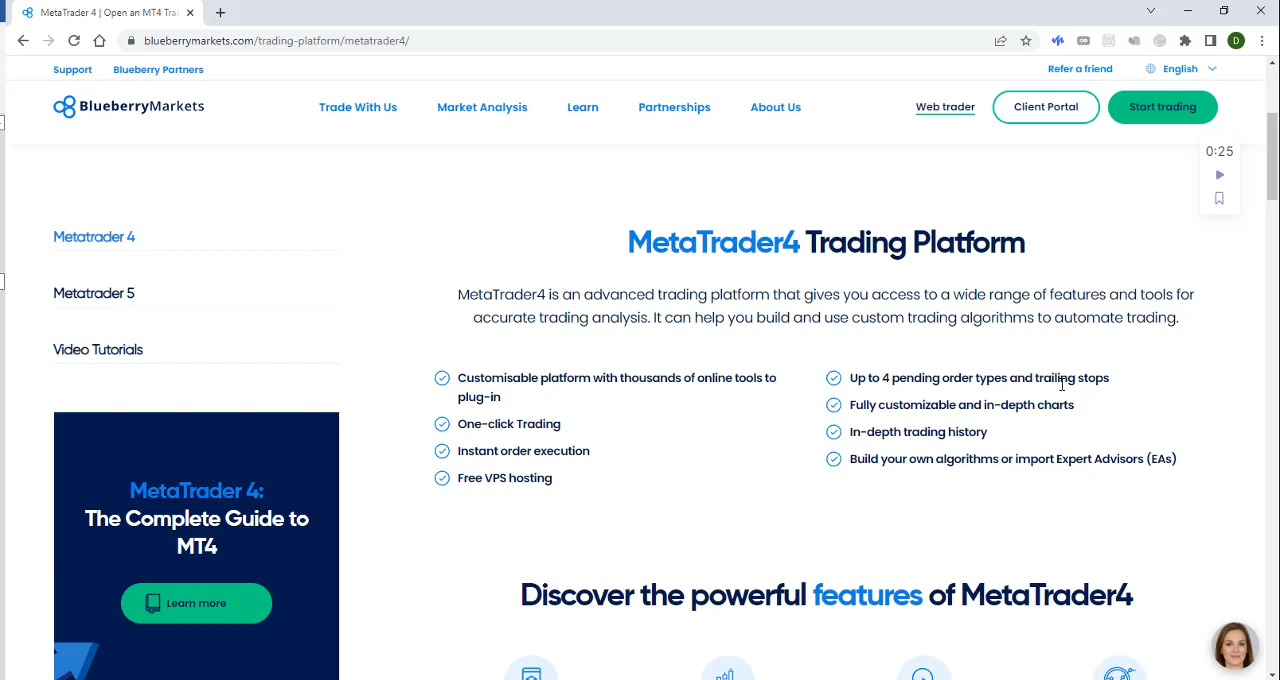 MetaTrader 4 | Open an MT4 Tra
blueberrymarkets.com/trading-platform/metatrader4/
D
Support
Blueberry Partners
Refer a friend
English
BlueberryMarkets
Trade With Us
Market Analysis
Learn
Partnerships
About Us
Web trader
Client Portal
Start trading
0:25
Metatrader 4
Metatrader 5
Video Tutorials
MetaTrader 4:
The Complete Guide to
MT4
Learn more
MetaTrader4 Trading Platform
MetaTrader4 is an advanced trading platform that gives you access to a wide range of features and tools for
accurate trading analysis. It can help you build and use custom trading algorithms to automate trading.
Customisable platform with thousands of online tools to
plug-in
One-click Trading
Instant order execution
Free VPS hosting
Up to 4 pending order types and trailing stops
Fully customizable and in-depth charts
In-depth trading history
Build your own algorithms or import Expert Advisors (EAs)
Discover the powerful features of MetaTrader4